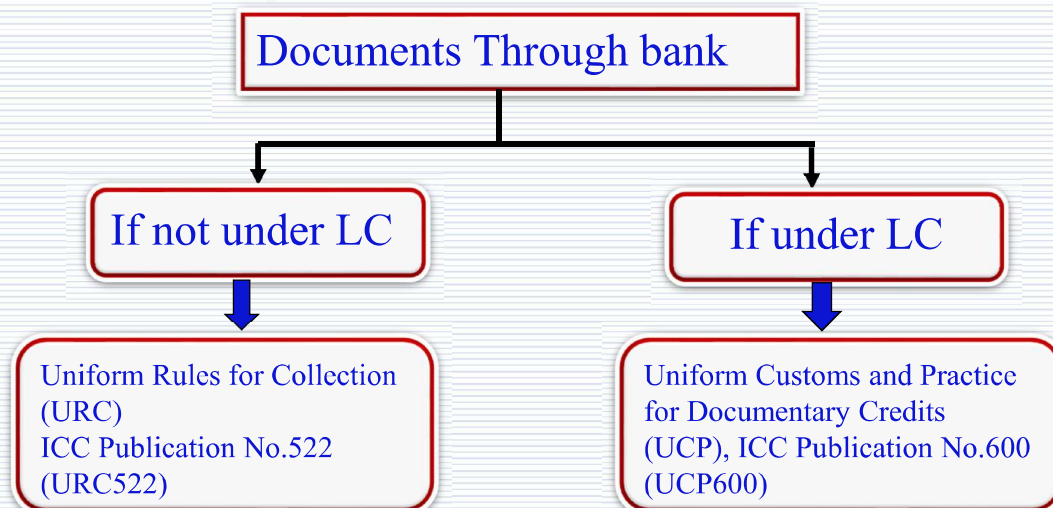 Documents Through bank
If not under LC
If under LC
Uniform Rules for Collection
(URC)
ICC Publication No.522
(URC522)
Uniform Customs and Practice
for Documentary Credits
(UCP), ICC Publication No.600
(UCP600)